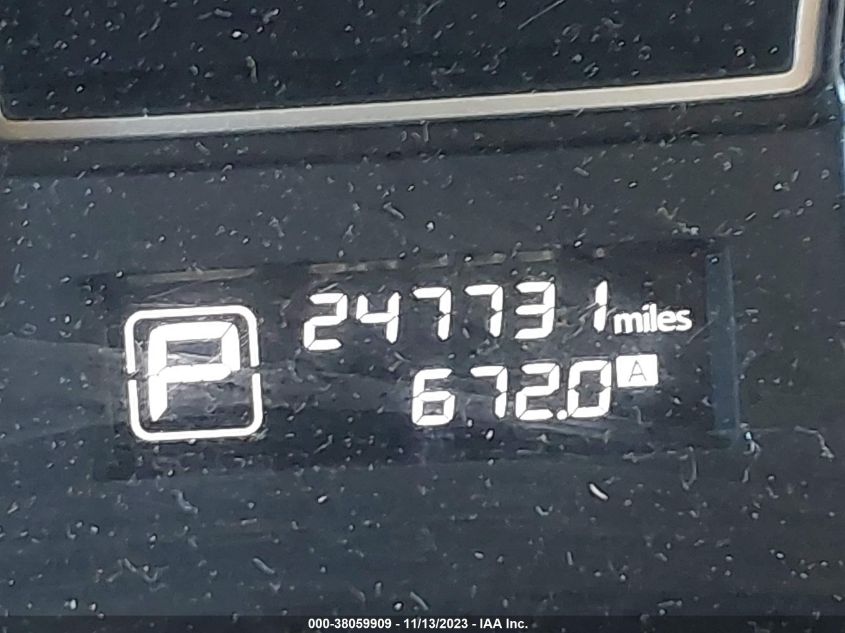 247731 miles
P
672.0 A
000-38059909 - 11/13/2023 - IAA Inc.